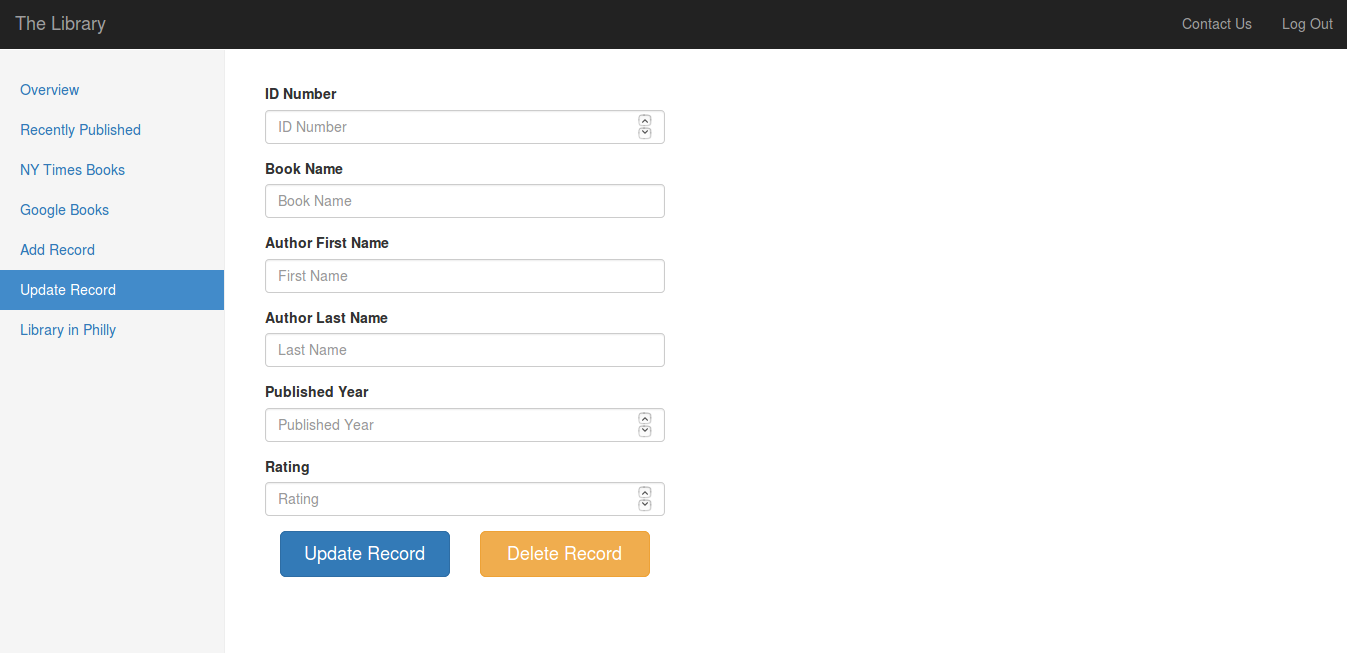 The Library
Contact Us
Log Out
Overview
Recently Published
NY Times Books
Google Books
Add Record
Update Record
Library in Philly
ID Number
ID Number
Book Name
Book Name
Author First Name
First Name
Author Last Name
Last Name
Published Year
Published Year
Rating
Rating
Update Record
Delete Record